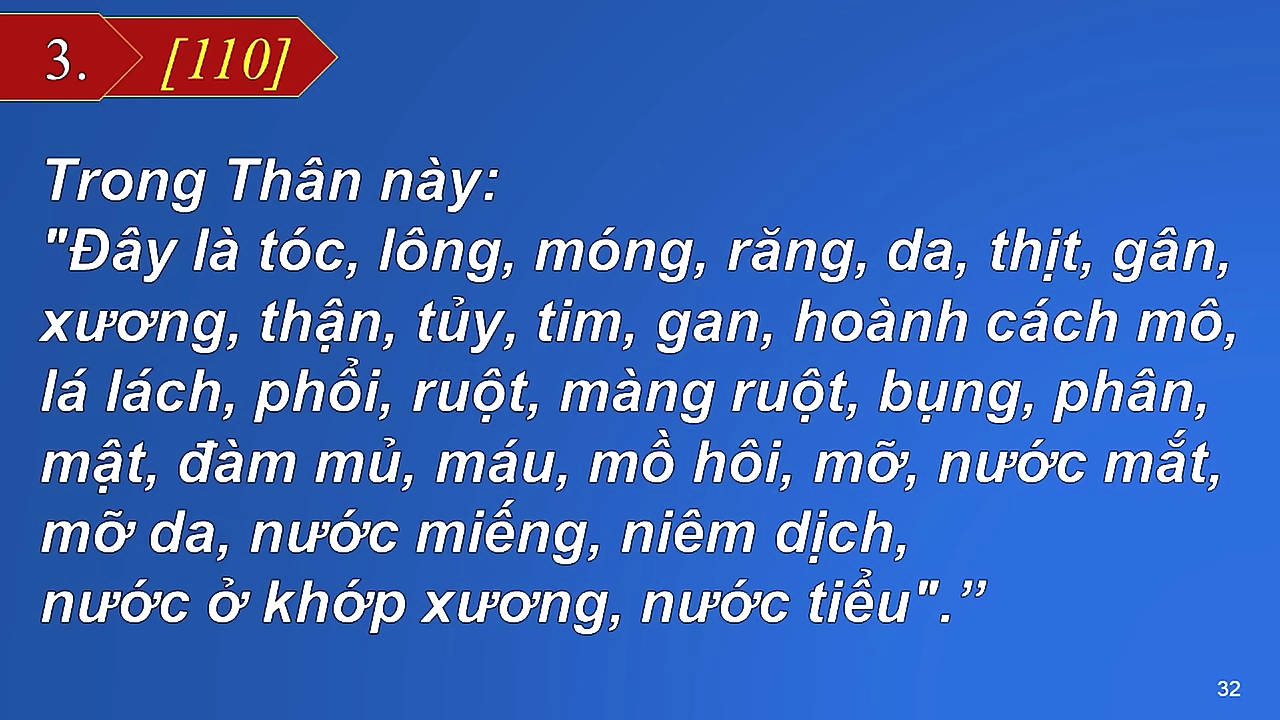 3.
[110]
Trong Thân này:
"Đây là tóc, lông, móng, răng, da, thịt, gân,
xương, thận, tủy, tim, gan, hoành cách mô,
lá lách, phổi, ruột, màng ruột, bụng, phân,
mật, đàm mủ, máu, mồ hôi, mỡ, nước mắt,
mỡ da, nước miếng, niêm dịch,
nước ở khớp xương, nước tiểu".”
32